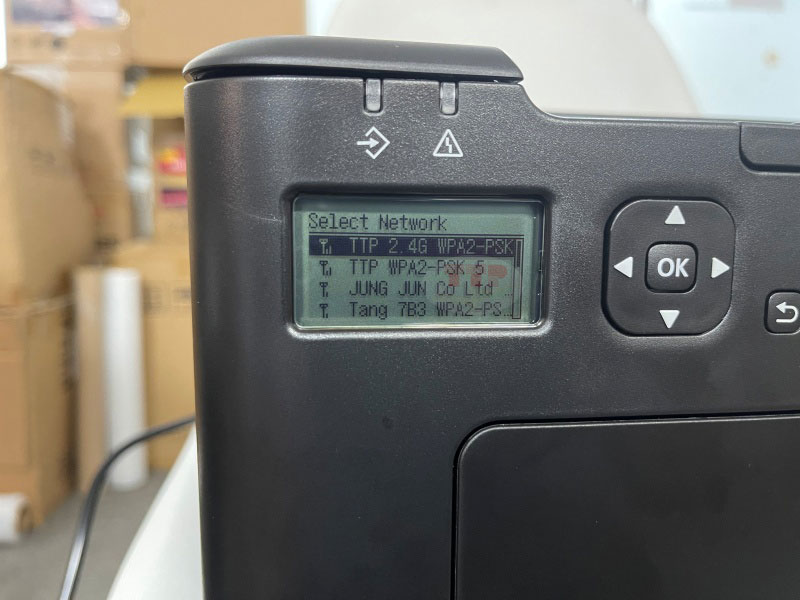 Select Network
TTP 2.4G WPA2-PSK
TTP WPA2-PSK 5
JUNG JUN Co Ltd ..
Tang 7B3 WPA2-PS..
OK